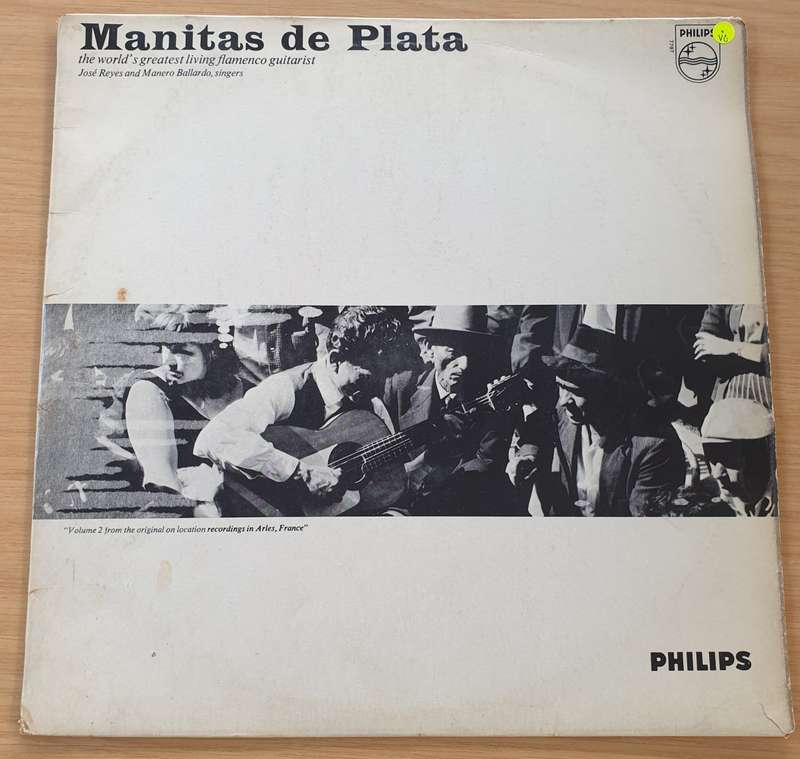 Manitas de Plata
the world's greatest living flamenco guitarist
José Reyes and Manero Ballardo, singers
PHILIPS
VG
"Volume 2 from the original on location recordings in Arles, France"
PHILIPS